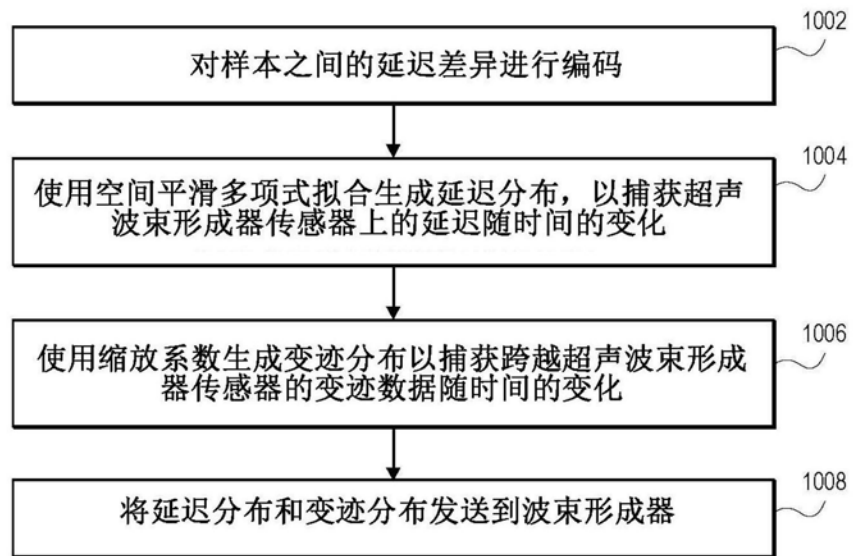 1002
对样本之间的延迟差异进行编码
1004
使用空间平滑多项式拟合生成延迟分布，以捕获超声
波束形成器传感器上的延迟随时间的变化
1006
使用缩放系数生成变迹分布以捕获跨越超声波束形成
器传感器的变迹数据随时间的变化
1008
将延迟分布和变迹分布发送到波束形成器